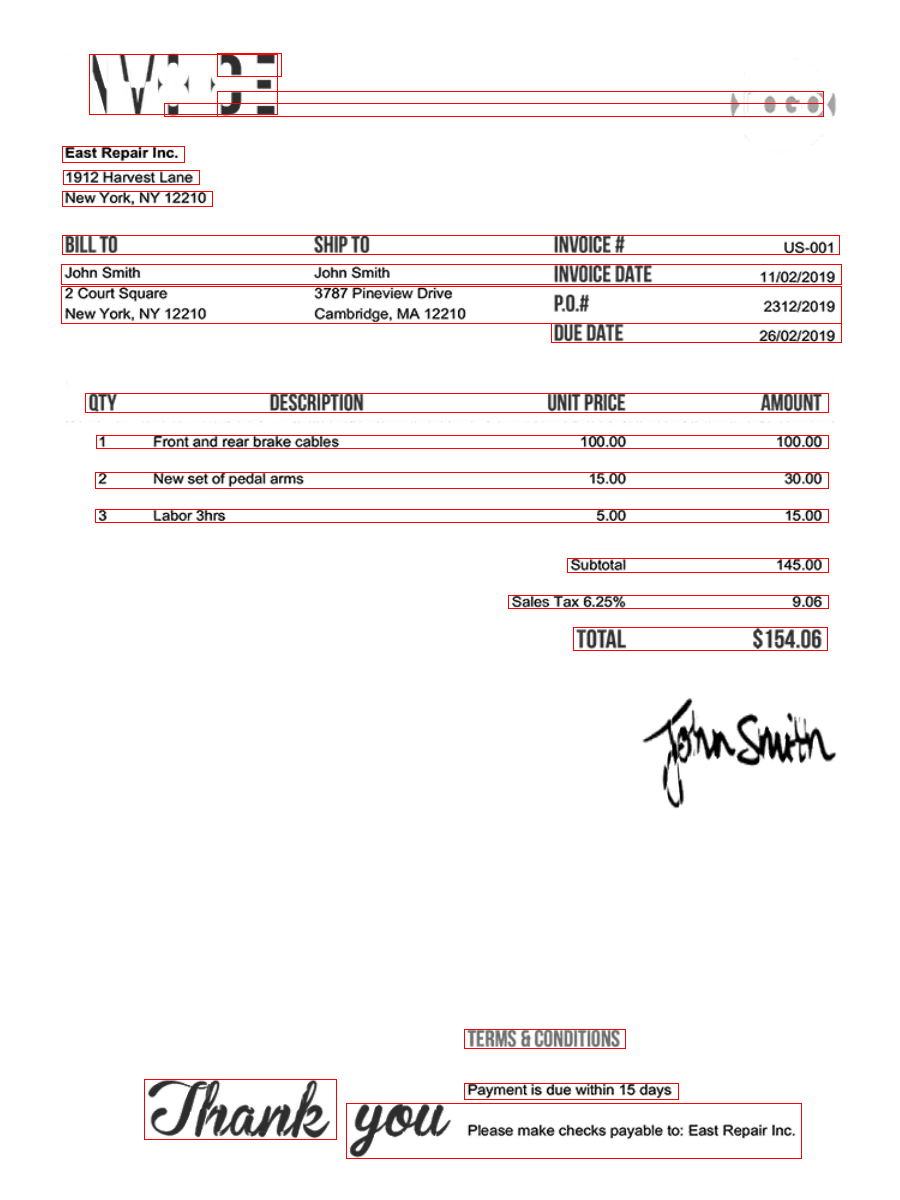 East Repair Inc.
1912 Harvest Lane
New York, NY 12210
BILL TO SHIP TO INVOICE # US-001
John Smith John Smith INVOICE DATE 11/02/2019
2 Court Square 3787 Pineview Drive P.O.# 2312/2019
New York, NY 12210 Cambridge, MA 12210
DUE DATE 26/02/2019
QTY DESCRIPTION UNIT PRICE AMOUNT
1 Front and rear brake cables 100.00 100.00
2 New set of pedal arms 15.00 30.00
3 Labor 3hrs 5.00 15.00
Subtotal 145.00
Sales Tax 6.25% 9.06
TOTAL $154.06
John Smith
TERMS & CONDITIONS
Payment is due within 15 days
Thank you
Please make checks payable to: East Repair Inc.